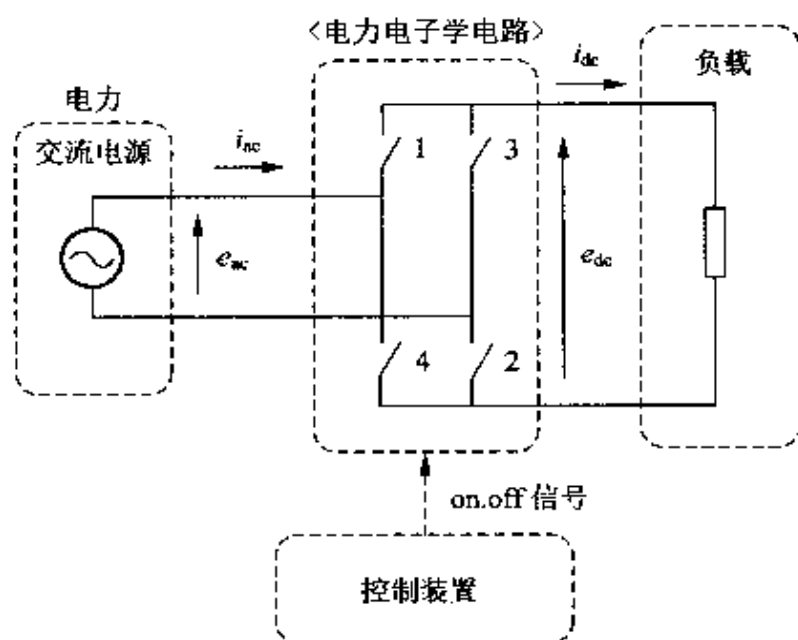 <电力电子学电路>
电力
交流电源
i_ac
e_ac
1
3
4
2
i_dc
e_dc
负载
on.off 信号
控制装置